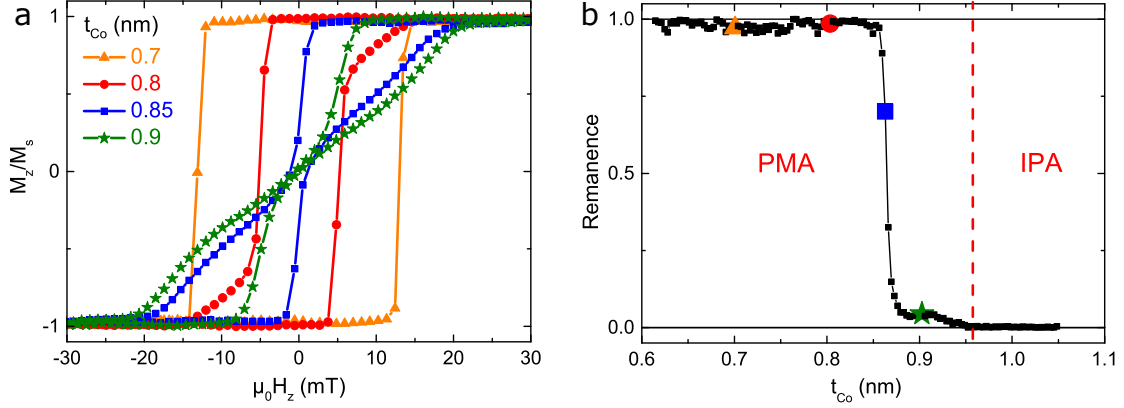 a
t_Co (nm)
0.7
0.8
0.85
0.9
1
0
-1
M_z/M_s
-30
-20
-10
0
10
20
30
μ₀H_z (mT)
b
1.0
0.5
0.0
Remanence
PMA
IPA
0.6
0.7
0.8
0.9
1.0
1.1
t_Co (nm)